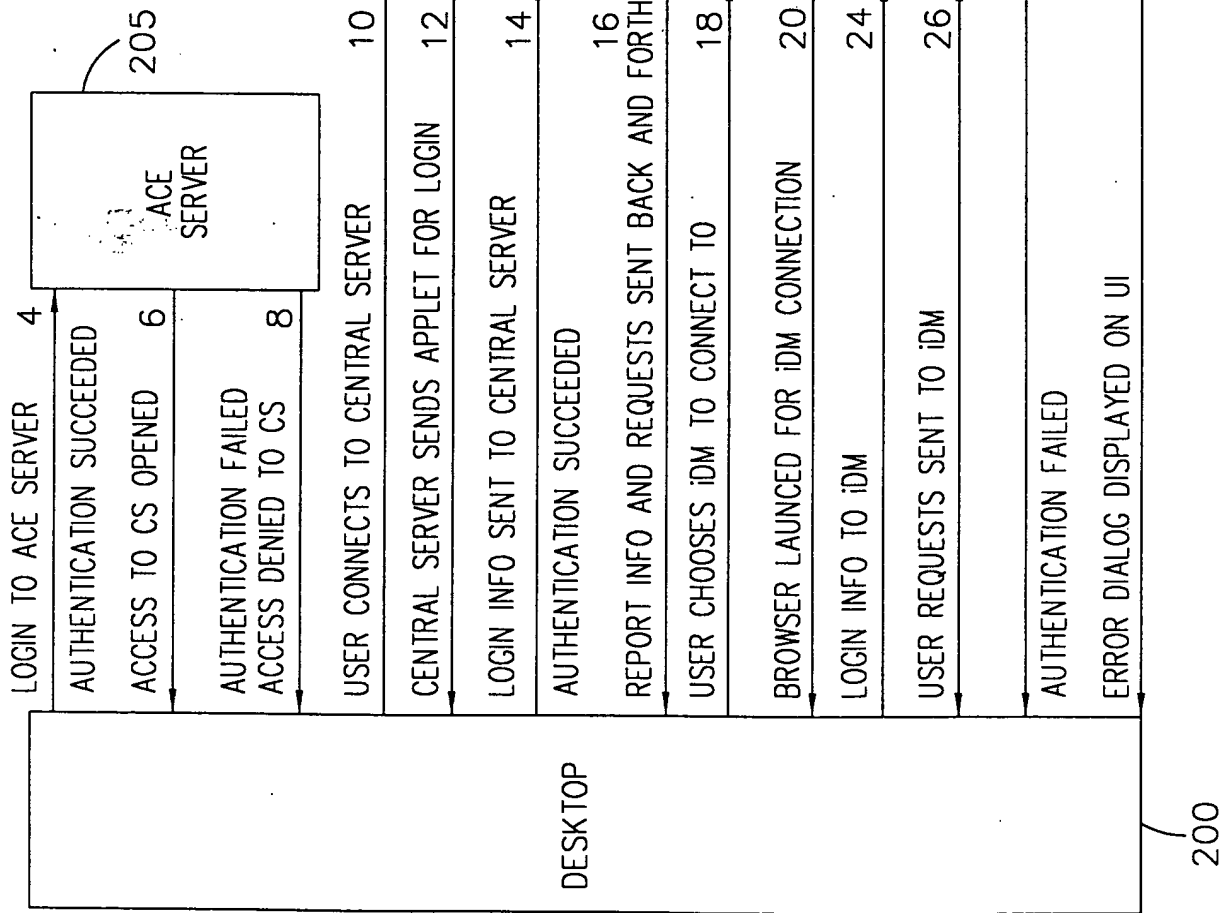 LOGIN TO ACE SERVER
4
AUTHENTICATION SUCCEEDED
ACCESS TO CS OPENED
6
AUTHENTICATION FAILED
ACCESS DENIED TO CS
8
ACE
SERVER
205
USER CONNECTS TO CENTRAL SERVER
10
CENTRAL SERVER SENDS APPLET FOR LOGIN
12
LOGIN INFO SENT TO CENTRAL SERVER
14
AUTHENTICATION SUCCEEDED
16
REPORT INFO AND REQUESTS SENT BACK AND FORTH
USER CHOOSES iDM TO CONNECT TO
18
BROWSER LAUNCED FOR iDM CONNECTION
20
LOGIN INFO TO iDM
24
USER REQUESTS SENT TO iDM
26
AUTHENTICATION FAILED
ERROR DIALOG DISPLAYED ON UI
DESKTOP
200